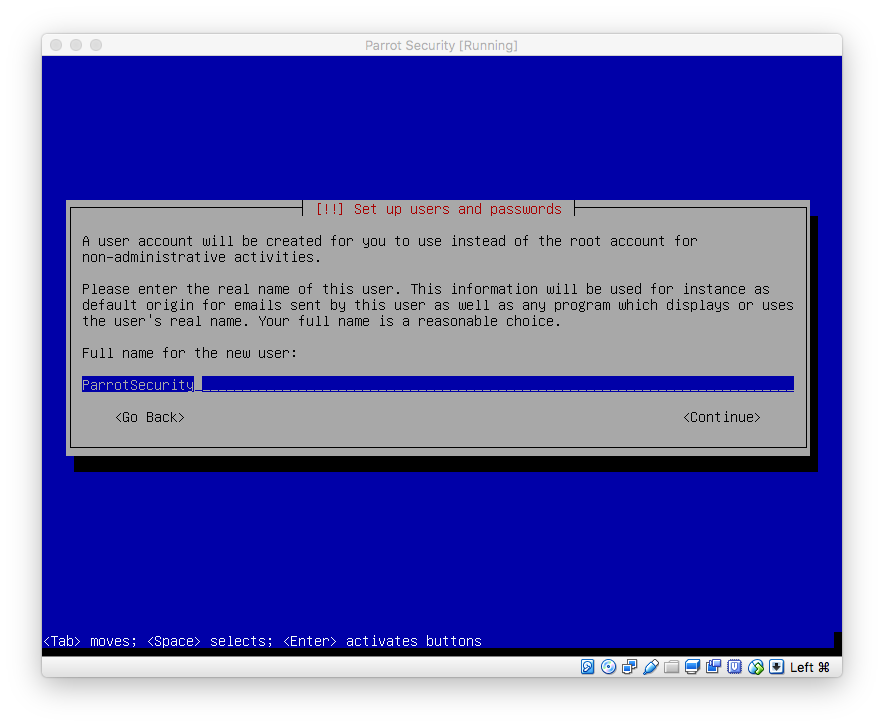 Parrot Security [Running]
[!!] Set up users and passwords
A user account will be created for you to use instead of the root account for
non-administrative activities.
Please enter the real name of this user. This information will be used for instance as
default origin for emails sent by this user as well as any program which displays or uses
the user's real name. Your full name is a reasonable choice.
Full name for the new user:
ParrotSecurity
<Go Back> <Continue>
<Tab> moves; <Space> selects; <Enter> activates buttons
Left ⌘